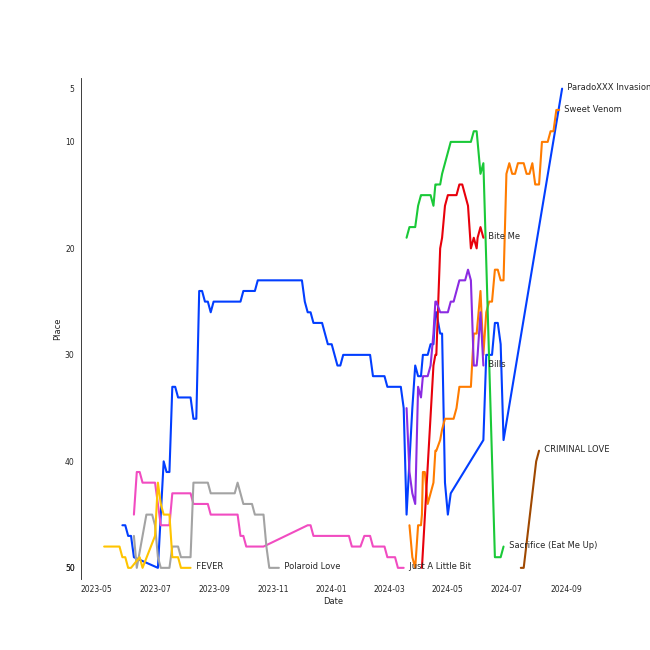 5
ParadoXXX Invasion
Sweet Venom
10
20
Bite Me
Place
30
Bills
40
CRIMINAL LOVE
Sacrifice (Eat Me Up)
50
FEVER
Polaroid Love
Just A Little Bit
2023-05
2023-07
2023-09
2023-11
2024-01
2024-03
2024-05
2024-07
2024-09
Date